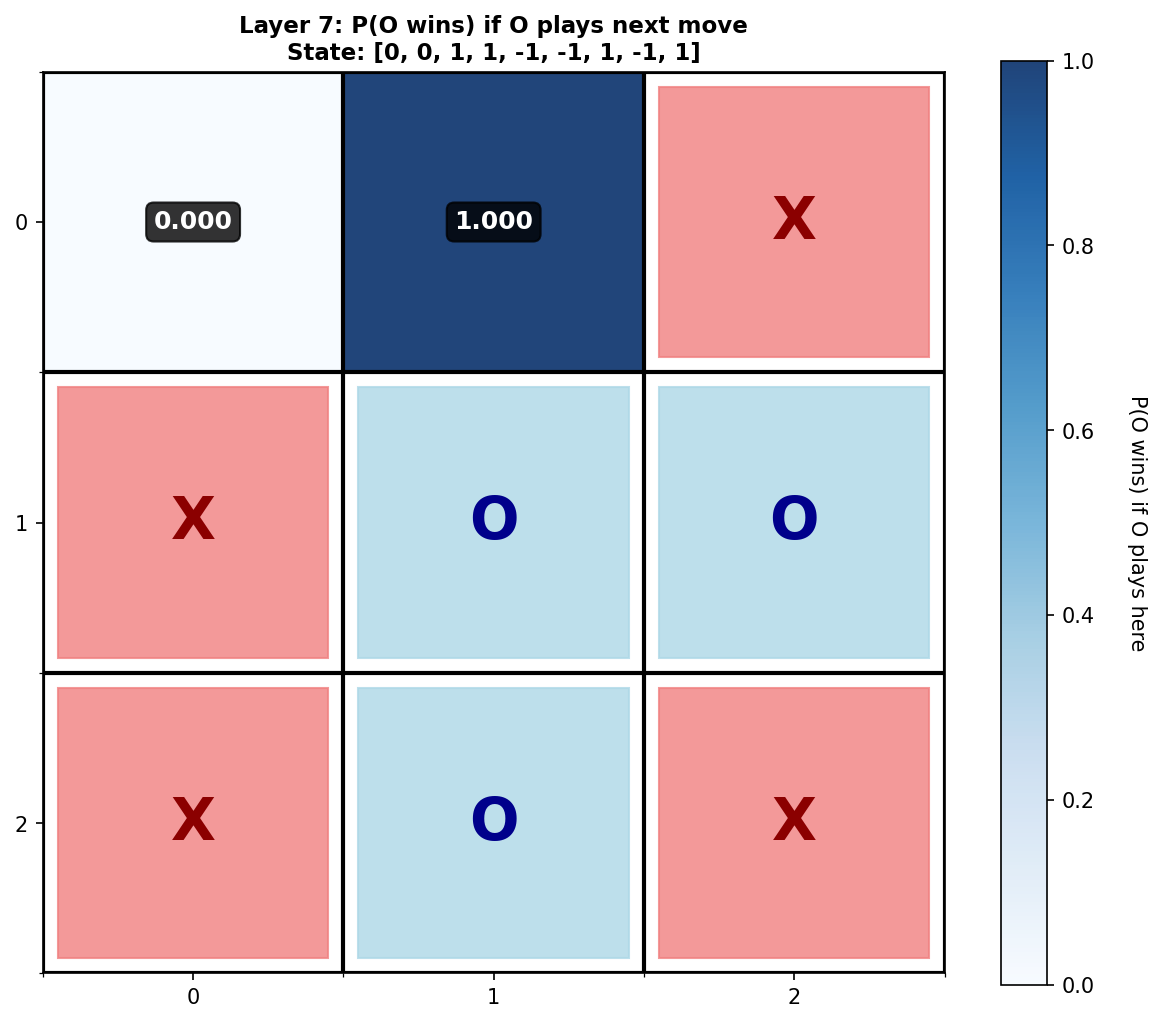 Layer 7: P(O wins) if O plays next move
State: [0, 0, 1, 1, -1, -1, 1, -1, 1]
0.000
1.000
X
X
O
O
X
O
X
0
1
2
0
1
2
1.0
0.8
0.6
0.4
0.2
0.0
P(O wins) if O plays here